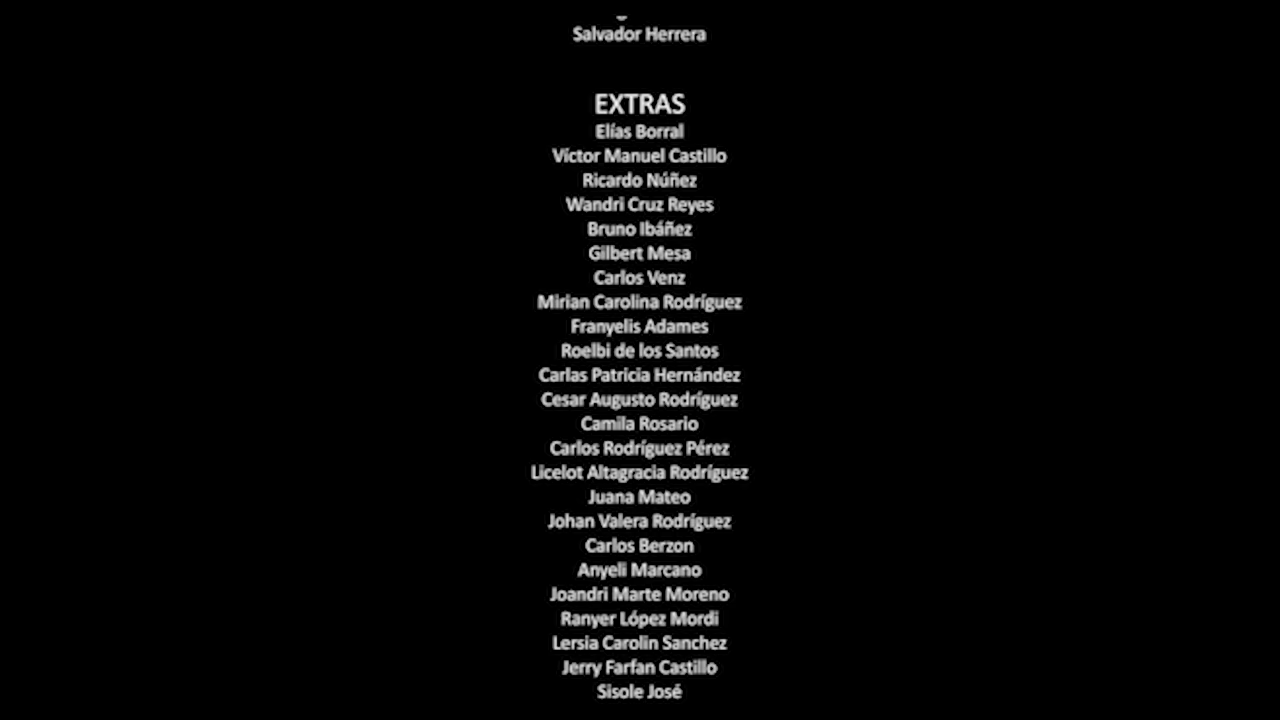 Salvador Herrera
EXTRAS
Elías Borral
Víctor Manuel Castillo
Ricardo Núñez
Wandri Cruz Reyes
Bruno Ibáñez
Gilbert Mesa
Carlos Venz
Mirian Carolina Rodríguez
Franyelis Adames
Roelbi de los Santos
Carlas Patricia Hernández
Cesar Augusto Rodríguez
Camila Rosario
Carlos Rodríguez Pérez
Licelot Altagracia Rodríguez
Juana Mateo
Johan Valera Rodríguez
Carlos Berzon
Anyeli Marcano
Joandri Marte Moreno
Ranyer López Mordi
Lersia Carolin Sanchez
Jerry Farfan Castillo
Sisole José